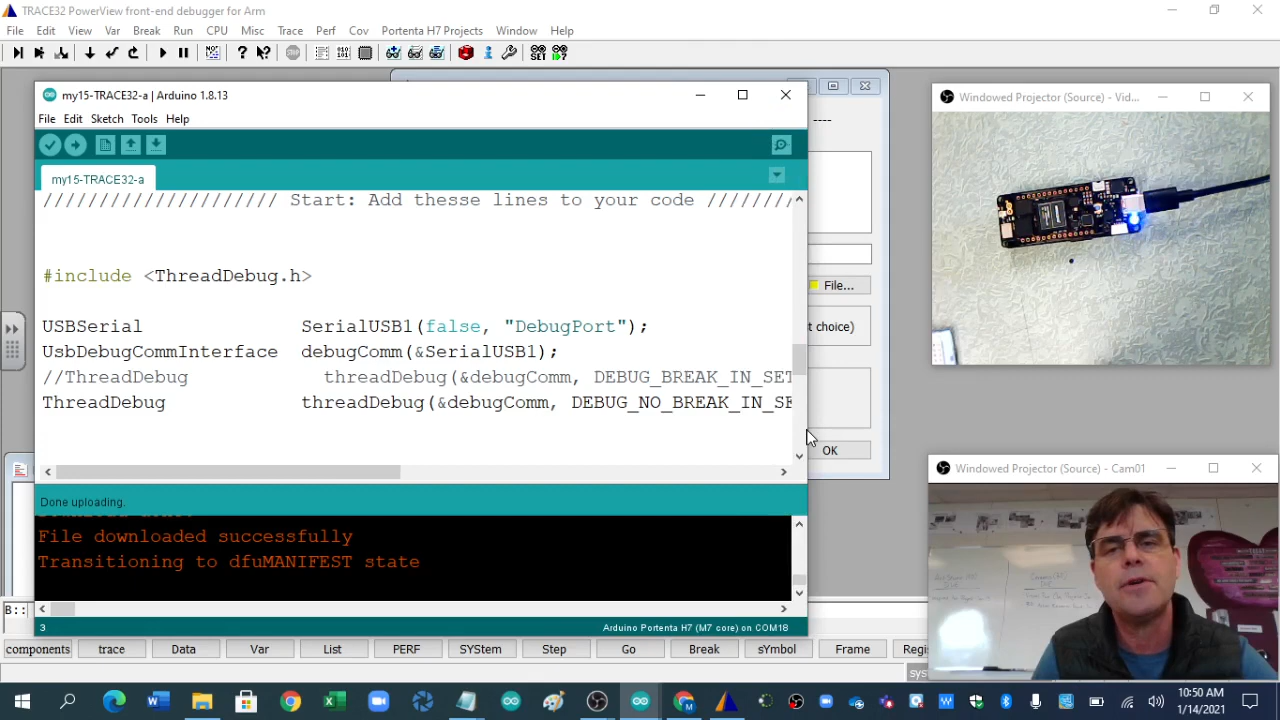 TRACE32 PowerView front-end debugger for Arm
File Edit View Var Break Run CPU Misc Trace Perf Cov Portenta H7 Projects Window Help
my15-TRACE32-a | Arduino 1.8.13
----
File Edit Sketch Tools Help
my15-TRACE32-a
//////////////////// Start: Add thesse lines to your code ////////
#include <ThreadDebug.h>
USBSerial SerialUSB1(false, "DebugPort");
UsbDebugCommInterface debugComm(&SerialUSB1);
//ThreadDebug threadDebug(&debugComm, DEBUG_BREAK_IN_SET
ThreadDebug threadDebug(&debugComm, DEBUG_NO_BREAK_IN_SE
File...
t choice)
OK
Done uploading.
File downloaded successfully
Transitioning to dfuMANIFEST state
3
Arduino Portenta H7 (M7 core) on COM18
B::
components trace Data Var List PERF SYStem Step Go Break sYmbol Frame Regi
sys
Windowed Projector (Source) - Vid...
Windowed Projector (Source) - Cam01
10:50 AM
1/14/2021